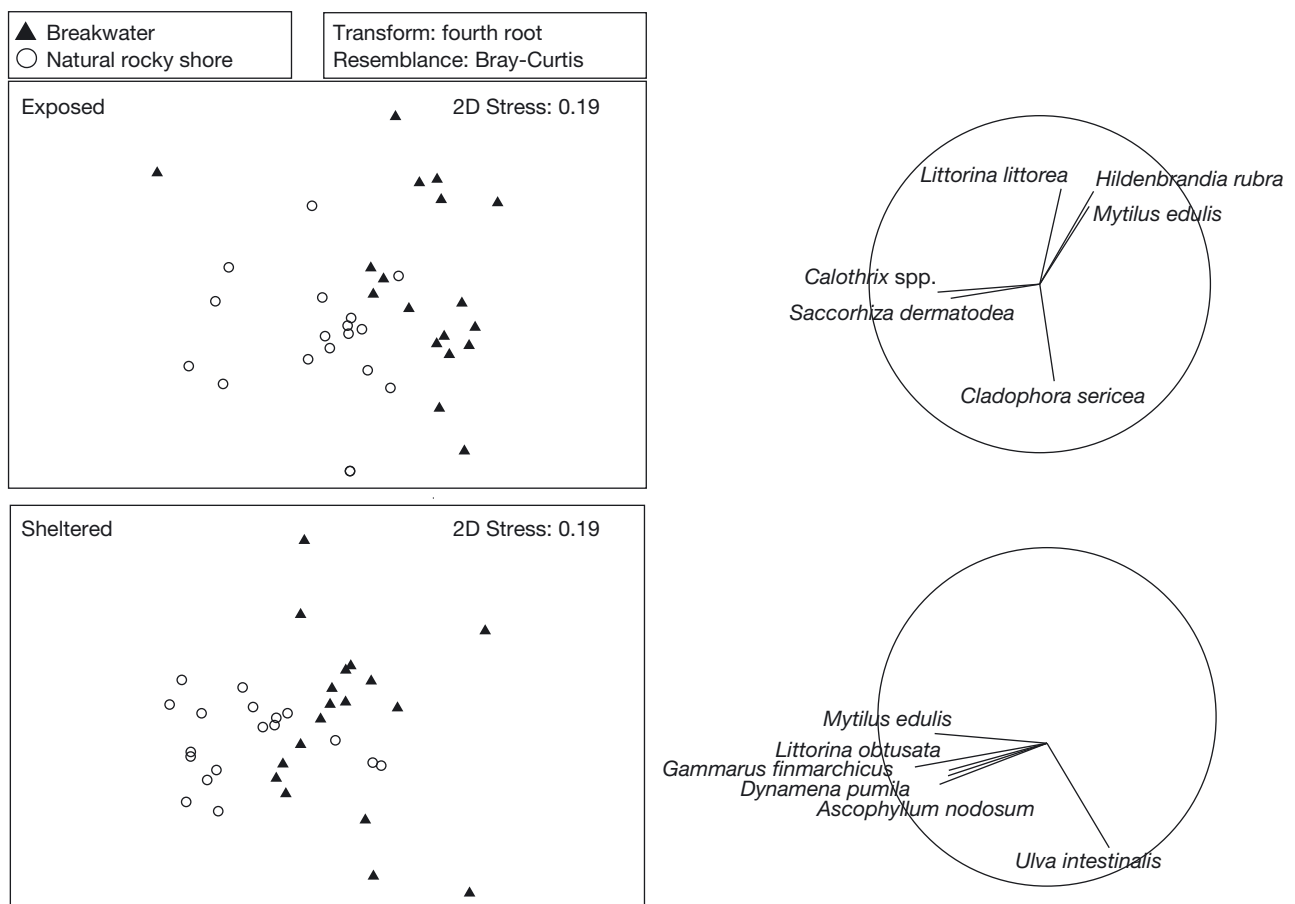 Breakwater
Natural rocky shore
Transform: fourth root
Resemblance: Bray-Curtis
Exposed
2D Stress: 0.19
Littorina littorea
Hildenbrandia rubra
Mytilus edulis
Calothrix spp.
Saccorhiza dermatodea
Cladophora sericea
Sheltered
2D Stress: 0.19
Mytilus edulis
Littorina obtusata
Gammarus finmarchicus
Dynamena pumila
Ascophyllum nodosum
Ulva intestinalis